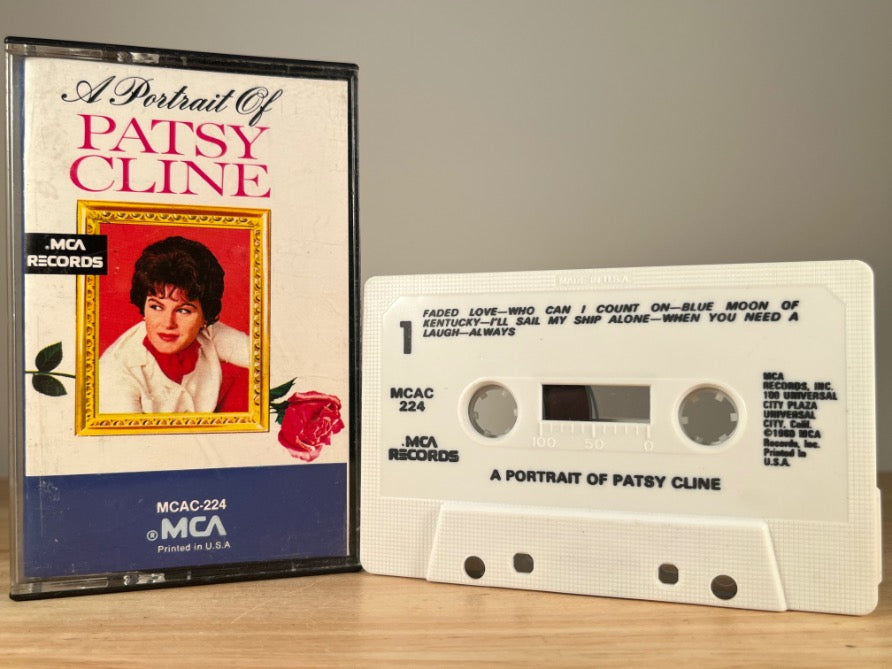 A Portrait Of
PATSY
CLINE
MCA
RECORDS
MCAC-224
® MCA
Printed in U.S.A
MADE IN U.S.A.
1
FADED LOVE—WHO CAN I COUNT ON—BLUE MOON OF
KENTUCKY—I'LL SAIL MY SHIP ALONE—WHEN YOU NEED A
LAUGH—ALWAYS
MCAC
224
MCA
RECORDS
100 50 0
MCA
RECORDS, INC.
100 UNIVERSAL
CITY PLAZA
UNIVERSAL
CITY, Calif.
©1980 MCA
Records, Inc.
Printed in
U.S.A.
A PORTRAIT OF PATSY CLINE